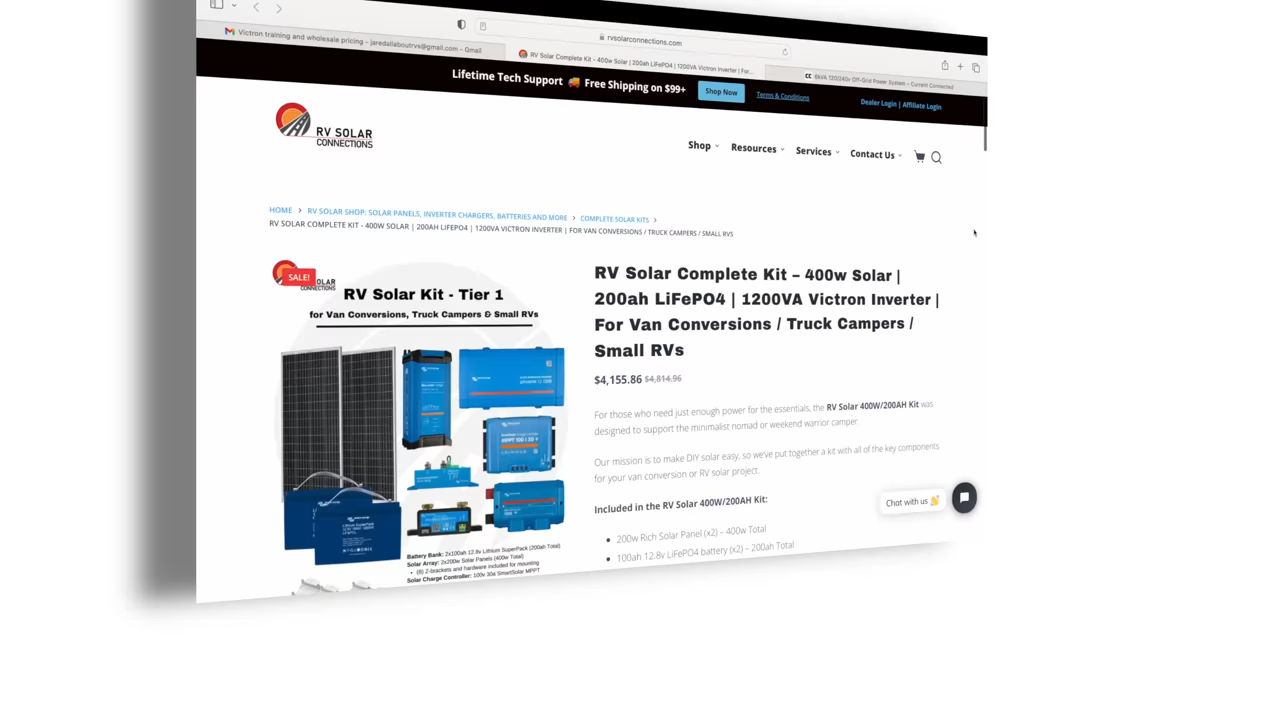 Victron training and wholesale pricing – jaredallaboutrvs@gmail.com – Gmail
rvsolarconnections.com
RV Solar Complete Kit – 400w Solar | 200ah LiFePO4 | 1200VA Victron Inverter | For...
CC 6kVA 120/240v Off-Grid Power System – Current Connected
Lifetime Tech Support 🚚 Free Shipping on $99+
Shop Now
Terms & Conditions
Dealer Login | Affiliate Login
RV SOLAR
CONNECTIONS
Shop
Resources
Services
Contact Us
HOME > RV SOLAR SHOP: SOLAR PANELS, INVERTER CHARGERS, BATTERIES AND MORE > COMPLETE SOLAR KITS >
RV SOLAR COMPLETE KIT - 400W SOLAR | 200AH LIFEPO4 | 1200VA VICTRON INVERTER | FOR VAN CONVERSIONS / TRUCK CAMPERS / SMALL RVS
SALE!
OLAR
CONNECTIONS
RV Solar Kit - Tier 1
for Van Conversions, Truck Campers & Small RVs
Battery Bank: 2x100ah 12.8v Lithium SuperPack (200ah Total)
Solar Array: 2x200w Solar Panels (400w Total)
• (8) Z-brackets and hardware included for mounting
Solar Charge Controller: 100v 30a SmartSolar MPPT
RV Solar Complete Kit – 400w Solar |
200ah LiFePO4 | 1200VA Victron Inverter |
For Van Conversions / Truck Campers /
Small RVs
$4,155.86 $4,814.96
For those who need just enough power for the essentials, the RV Solar 400W/200AH Kit was
designed to support the minimalist nomad or weekend warrior camper.
Our mission is to make DIY solar easy, so we've put together a kit with all of the key components
for your van conversion or RV solar project.
Included in the RV Solar 400W/200AH Kit:
• 200w Rich Solar Panel (x2) – 400w Total
• 100ah 12.8v LiFePO4 battery (x2) – 200ah Total
Chat with us 👋